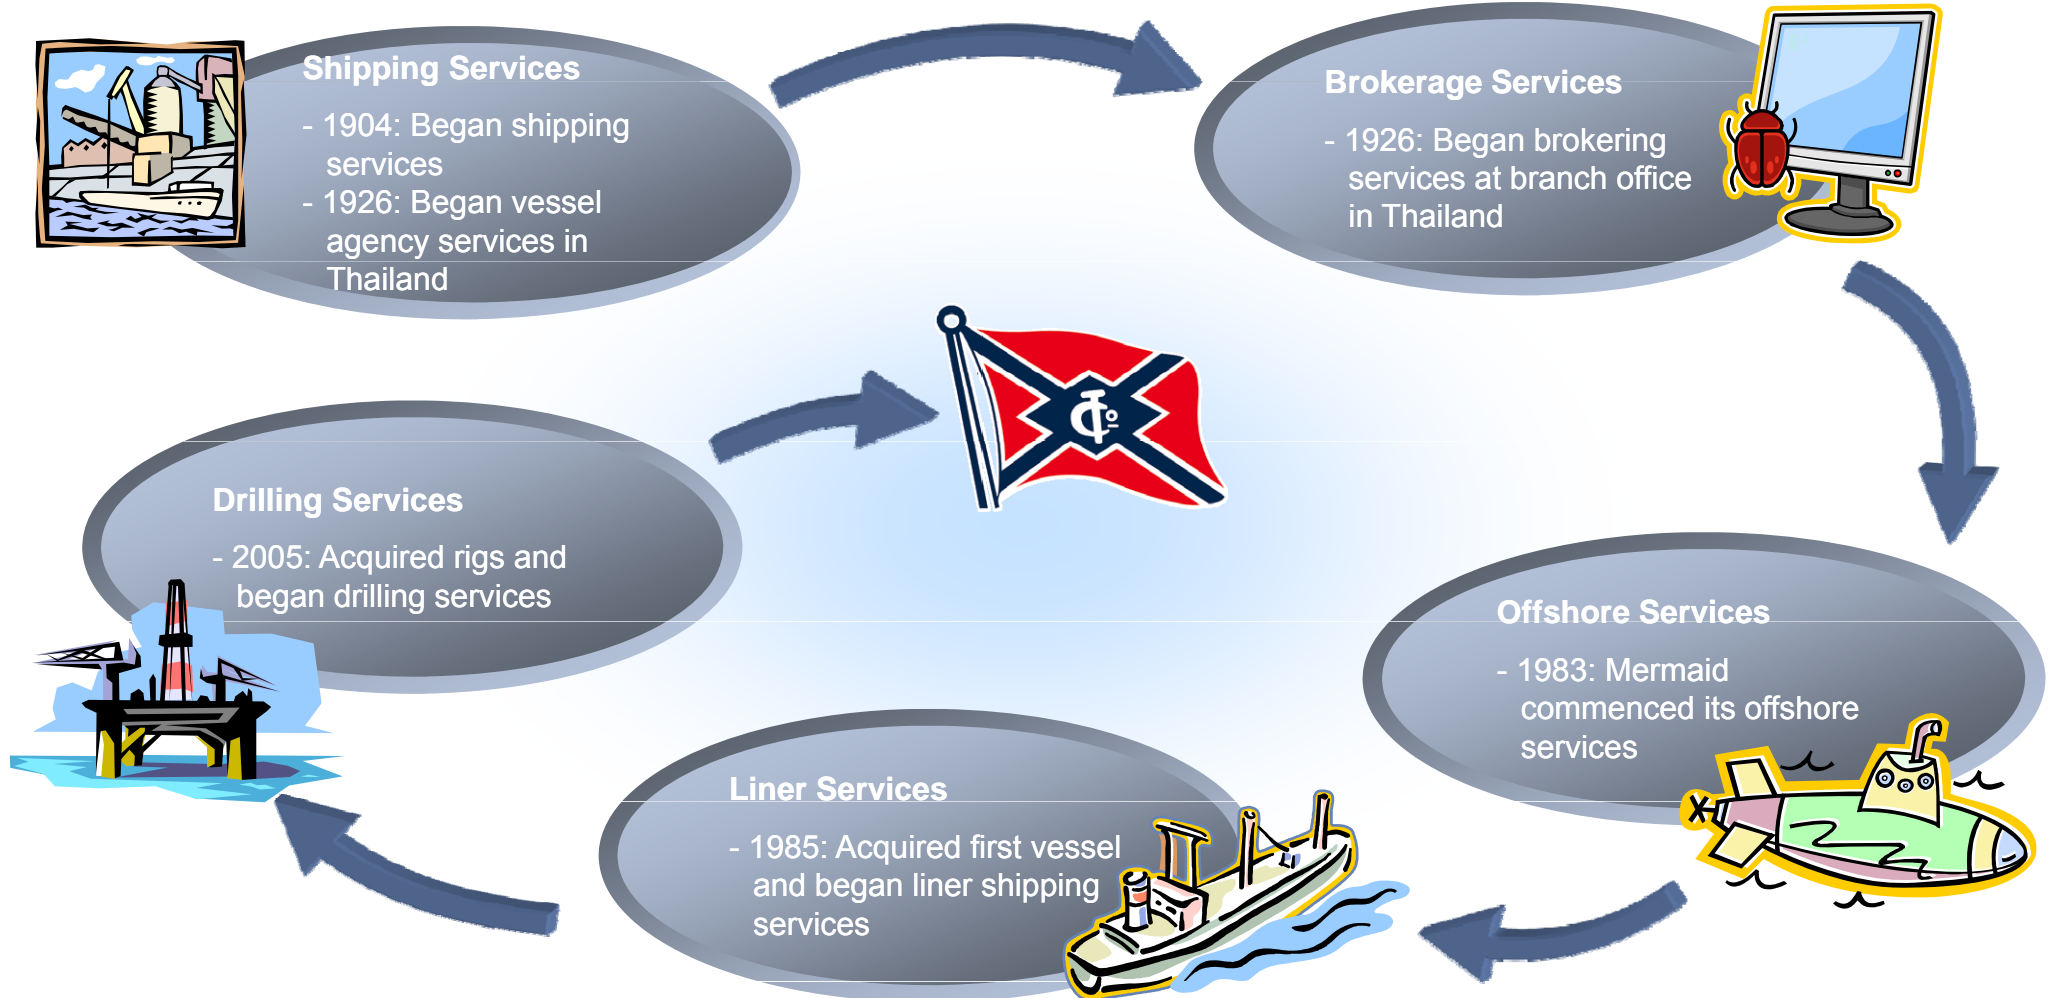 Shipping Services
- 1904: Began shipping
services
- 1926: Began vessel
agency services in
Thailand
Brokerage Services
- 1926: Began brokering
services at branch office
in Thailand
Offshore Services
- 1983: Mermaid
commenced its offshore
services
Liner Services
- 1985: Acquired first vessel
and began liner shipping
services
Drilling Services
- 2005: Acquired rigs and
began drilling services